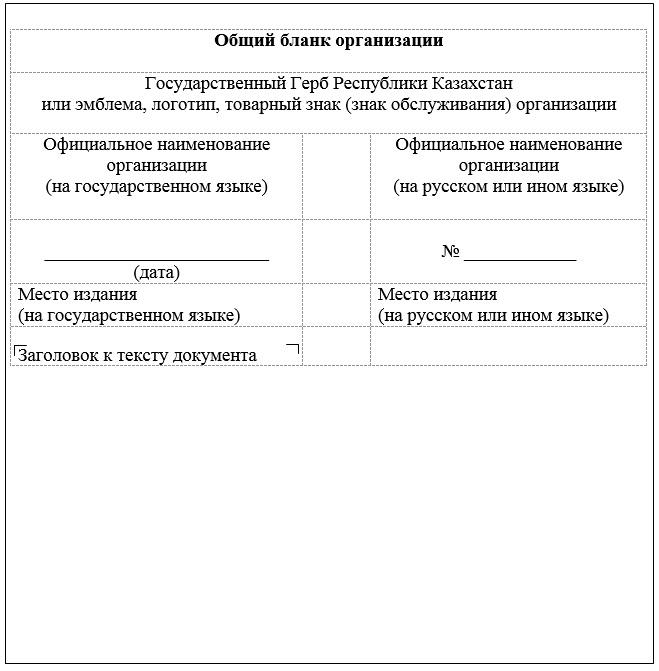 Общий бланк организации
Государственный Герб Республики Казахстан
или эмблема, логотип, товарный знак (знак обслуживания) организации
Официальное наименование
организации
(на государственном языке)
Официальное наименование
организации
(на русском или ином языке)
_________________________
(дата)
№ ____________
Место издания
(на государственном языке)
Место издания
(на русском или ином языке)
Заголовок к тексту документа